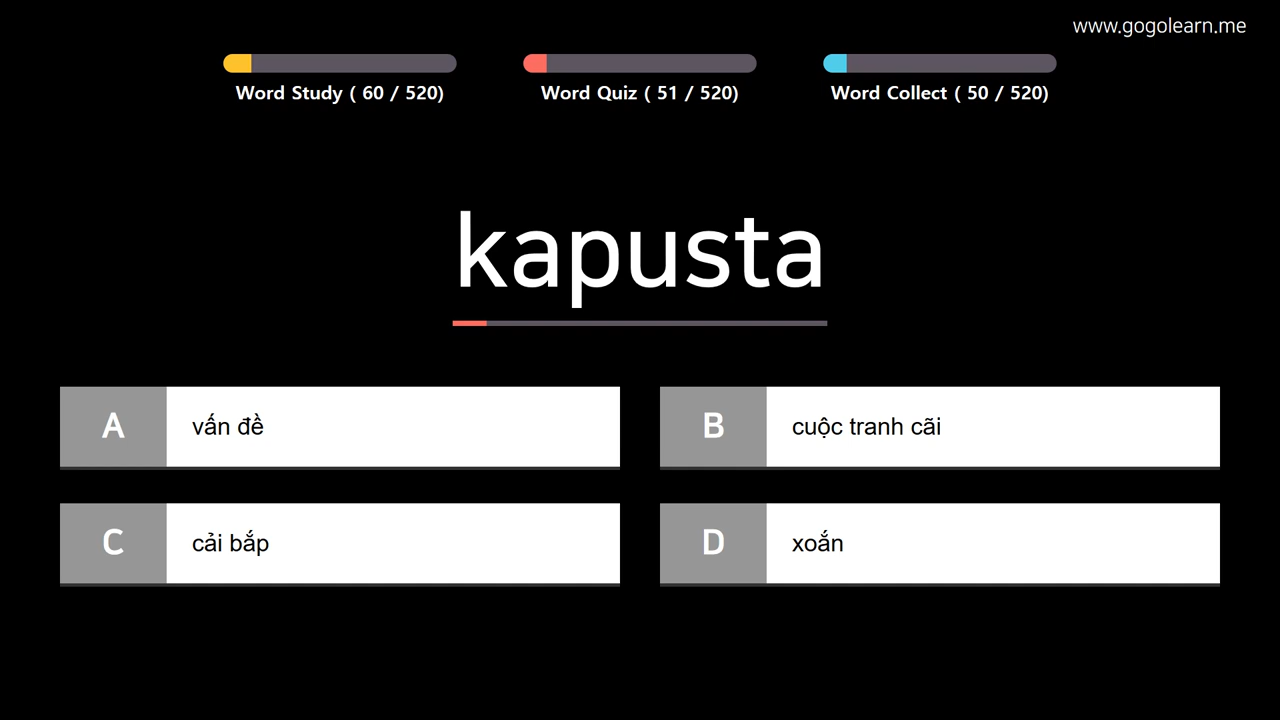 www.gogolearn.me
Word Study ( 60 / 520)
Word Quiz ( 51 / 520)
Word Collect ( 50 / 520)
kapusta
A
vấn đề
B
cuộc tranh cãi
C
cải bắp
D
xoắn